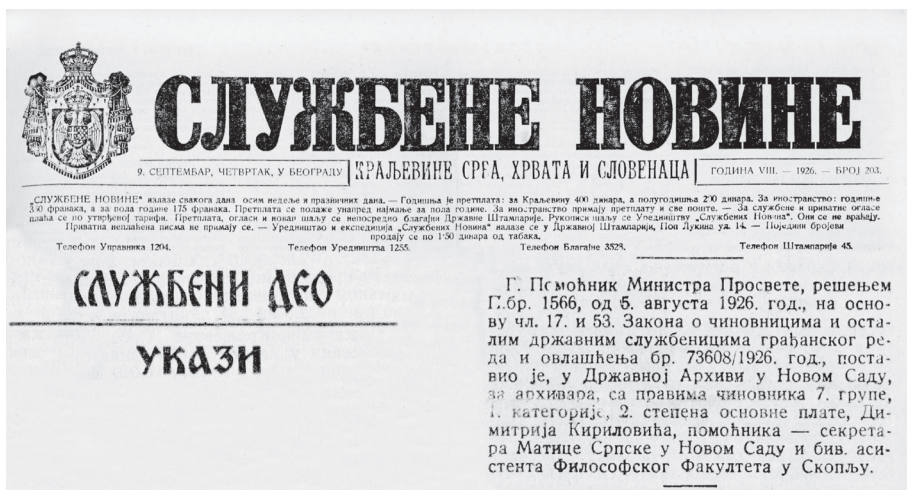 СЛУЖБЕНЕ НОВИНЕ
9. СЕПТЕМБАР, ЧЕТВРТАК, У БЕОГРАДУ
КРАЉЕВИНЕ СРБА, ХРВАТА И СЛОВЕНАЦА
ГОДИНА VIII. — 1926. — БРОЈ 203.
„СЛУЖБЕНЕ НОВИНЕ“ излазе свакога дана осим недеље и празничних дана. — Годишња је претплата: за Краљевину 400 динара, а полугодишња 200 динара. За иностранство: годишње
350 франака, а за пола године 175 франака. Претплата се полаже унапред најмање за пола године. За иностранство примају претплату и све поште. — За службене и приватне огласе
плаћа се по утврђеној тарифи. Претплата, огласи и новац шаљу се непосредно благајни Државне Штампарије. Рукописи шаљу се Уредништву „Службених Новина“. Они се не враћају.
Приватна неплаћена писма не примају се. — Уредништво и експедиција „Службених Новина“ налазе се у Државној Штампарији, Поп Лукина ул. 14. — Поједини бројеви
продају се по 1·50 динара од табака.
Телефон Управника 1204. Телефон Уредништва 1255. Телефон Благајне 3528. Телефон Штампарије 45.
СЛУЖБЕНИ ДЕО
УКАЗИ
Г. Помоћник Министра Просвете, решењем
П.бр. 1566, од 5. августа 1926. год., на осно-
ву чл. 17. и 53. Закона о чиновницима и оста-
лим државним службеницима грађанског ре-
да и овлашћења бр. 73608/1926. год., поста-
вио је, у Државној Архиви у Новом Саду,
за архивара, са правима чиновника 7. групе,
1. категорије, 2. степена основне плате, Ди-
митрија Кириловића, помоћника — секрета-
ра Матице Српске у Новом Саду и бив. аси-
стента Философског Факултета у Скопљу.